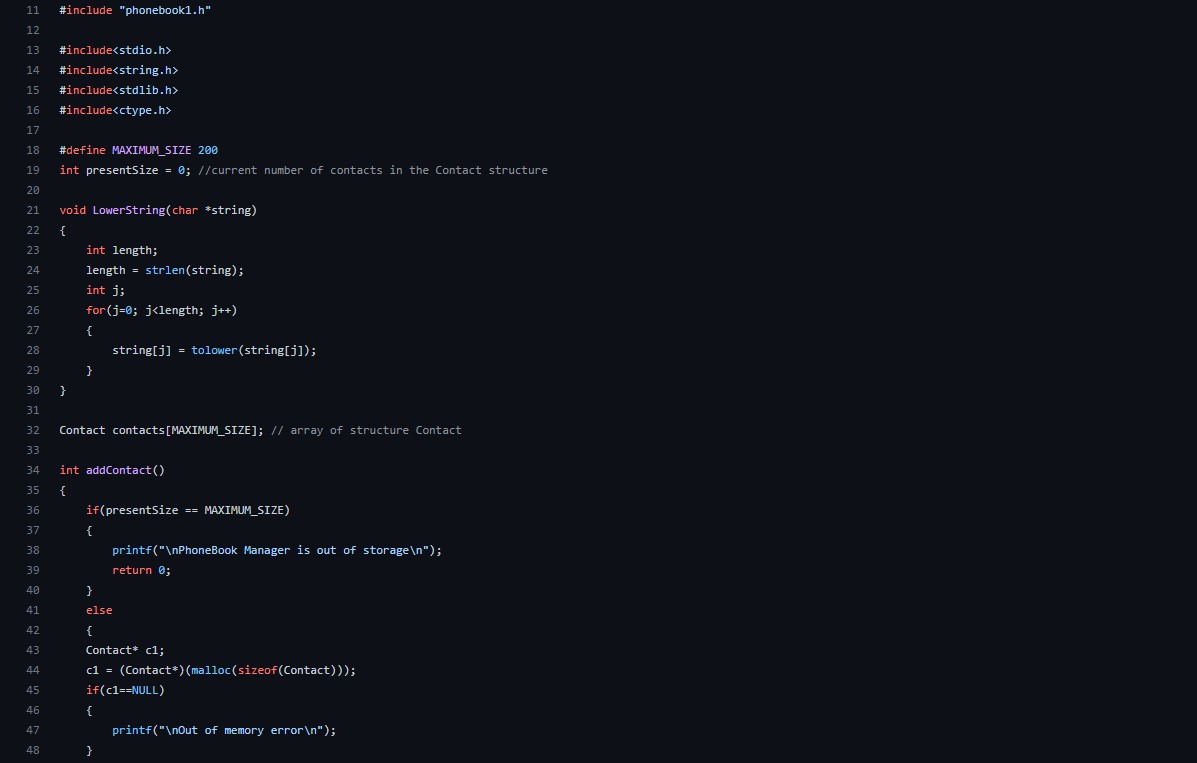 11 #include "phonebook1.h"
12
13 #include<stdio.h>
14 #include<string.h>
15 #include<stdlib.h>
16 #include<ctype.h>
17
18 #define MAXIMUM_SIZE 200
19 int presentSize = 0; //current number of contacts in the Contact structure
20
21 void LowerString(char *string)
22 {
23     int length;
24     length = strlen(string);
25     int j;
26     for(j=0; j<length; j++)
27     {
28         string[j] = tolower(string[j]);
29     }
30 }
31
32 Contact contacts[MAXIMUM_SIZE]; // array of structure Contact
33
34 int addContact()
35 {
36     if(presentSize == MAXIMUM_SIZE)
37     {
38         printf("\nPhoneBook Manager is out of storage\n");
39         return 0;
40     }
41     else
42     {
43     Contact* c1;
44     c1 = (Contact*)(malloc(sizeof(Contact)));
45     if(c1==NULL)
46     {
47         printf("\nOut of memory error\n");
48     }